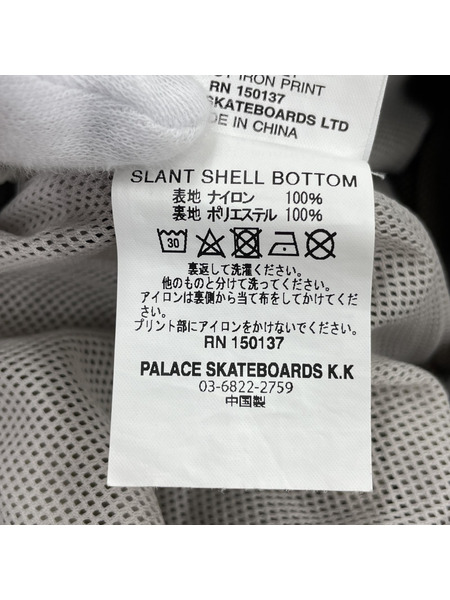 IRON PRINT
RN 150137
SKATEBOARDS LTD
IN CHINA
SLANT SHELL BOTTOM
表地 ナイロン 100%
裏地 ポリエステル 100%
30
裏返して洗濯ください。
他のものと分けて洗ってください。
アイロンは裏側から当て布をしてかけてくだ
さい。
プリント部にアイロンをかけないでください。
RN 150137
PALACE SKATEBOARDS K.K
03-6822-2759
中国製